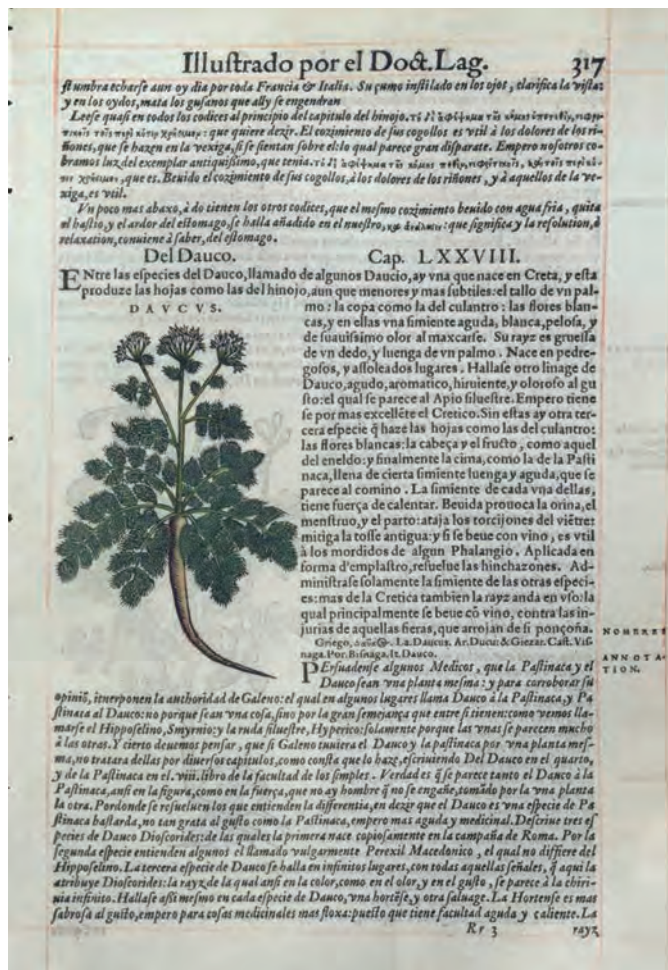 Illuſtrado por el Doct. Lag. 317
ſtumbra echarſe aun oy dia por toda Francia & Italia. Su çumo inſtilado en los ojos, clarifica la viſta:
y en los oydos, mata los guſanos que ally ſe engendran
Leeſe quaſi en todos los codices al principio del capitulo del hinojo.
que quiere dezir. El cozimiento de ſus cogollos es vtil à los dolores de los ri-
ñones, que ſe hazen en la vexiga, ſi ſe ſientan ſobre el: lo qual parece gran diſparate. Empero noſotros co-
bramos luz del exemplar antiquiſsimo, que tenia.
que es. Beuido el cozimiento de ſus cogollos, à los dolores de los riñones, y à aquellos de la ve-
xiga, es vtil.
Vn poco mas abaxo, à do tienen los otros codices, que el meſmo cozimiento beuido con agua fria, quita
el haſtio, y el ardor del eſtomago, ſe halla añadido en el nueſtro, : que ſignifica y la reſolution, ò
relaxation, conuiene à ſaber, del eſtomago.
Del Dauco. Cap. LXXVIII.
ENtre las eſpecies del Dauco, llamado de algunos Daucio, ay vna que nace en Creta, y eſta
produze las hojas como las del hinojo, aun que menores y mas ſubtiles: el tallo de vn pal-
DAVCVS.
mo: la copa como la del culantro: las flores blan-
cas, y en ellas vna ſimiente aguda, blanca, peloſa, y
de ſuauiſsimo olor al maxcarſe. Su rayz es grueſſa
de vn dedo, y luenga de vn palmo. Nace en pedre-
goſos, y aſſoleados lugares. Hallaſe otro linage de
Dauco, agudo, aromatico, hiruiente, y oloroſo al gu
ſto: el qual ſe parece al Apio ſilueſtre. Empero tiene
ſe por mas excellēte el Cretico. Sin eſtas ay otra ter-
cera eſpecie q̃ haze las hojas como las del culantro:
las flores blancas: la cabeça y el fructo, como aquel
del eneldo: y finalmente la cima, como la de la Paſti
naca, llena de cierta ſimiente luenga y aguda, que ſe
parece al comino. La ſimiente de cada vna dellas,
tiene fuerça de calentar. Beuida prouoca la orina, el
menſtruo, y el parto: ataja los torcijones del viētre:
mitiga la toſſe antigua: y ſi ſe beue con vino, es vtil
à los mordidos de algun Phalangio. Aplicada en
forma d'emplaſtro, reſuelue las hinchazones. Ad-
miniſtraſe ſolamente la ſimiente de las otras eſpeci-
es: mas de la Cretica tambien la rayz anda en vſo: la
qual principalmente ſe beue cō vino, contra las in-
jurias de aquellas fieras, que arrojan de ſi ponçoña.
NOMBRES
Griego, La. Daucus. Ar. Ducu: & Giezar. Caſt. Viſ
naga. Por. Biſnaga. It. Dauco.
ANNOTA-
TION.
PErſuadenſe algunos Medicos, que la Paſtinaca y el
Dauco ſean vna planta meſma: y para corroborar ſu
opiniō, interponen la authoridad de Galeno: el qual en algunos lugares llama Dauco à la Paſtinaca, y Pa
ſtinaca al Dauco: no porque ſean vna coſa, ſino por la gran ſemejança que entre ſi tienen: como vemos lla-
marſe el Hippoſelino, Smyrnio: y la ruda ſilueſtre, Hyperico: ſolamente porque las vnas ſe parecen mucho
à las otras. Y cierto deuemos penſar, que ſi Galeno tuuiera el Dauco y la paſtinaca por vna planta meſ-
ma, no tratara dellas por diuerſos capitulos, como conſta que lo haze, eſcriuiendo Del Dauco en el quarto,
y de la Paſtinaca en el. viii. libro de la facultad de los ſimples. Verdad es q̃ ſe parece tanto el Dauco à la
Paſtinaca, anſi en la figura, como en la fuerça, que no ay hombre q̃ no ſe engañe, tomādo por la vna planta
la otra. Por donde ſe reſueluen los que entienden la differentia, en dezir que el Dauco es vna eſpecie de Pa
ſtinaca baſtarda, no tan grata al guſto como la Paſtinaca, empero mas aguda y medicinal. Deſcriue tres eſ
pecies de Dauco Dioſcorides: de las quales la primera nace copioſamente en la campaña de Roma. Por la
ſegunda eſpecie entienden algunos el llamado vulgarmente Perexil Macedonico, el qual no differe del
Hippoſelino. La tercera eſpecie de Dauco ſe halla en infinitos lugares, con todas aquellas ſeñales, q̃ aqui la
atribuye Dioſcorides: la rayz de la qual anſi en la color, como en el olor, y en el guſto, ſe parece à la chiri-
uia infinito. Hallaſe aſſi meſmo en cada eſpecie de Dauco, vna hortēſe, y otra ſaluage. La Hortenſe es mas
ſabroſa al guſto, empero para coſas medicinales mas floxa: pueſto que tiene facultad aguda y caliente. La
Rr 3 rayz